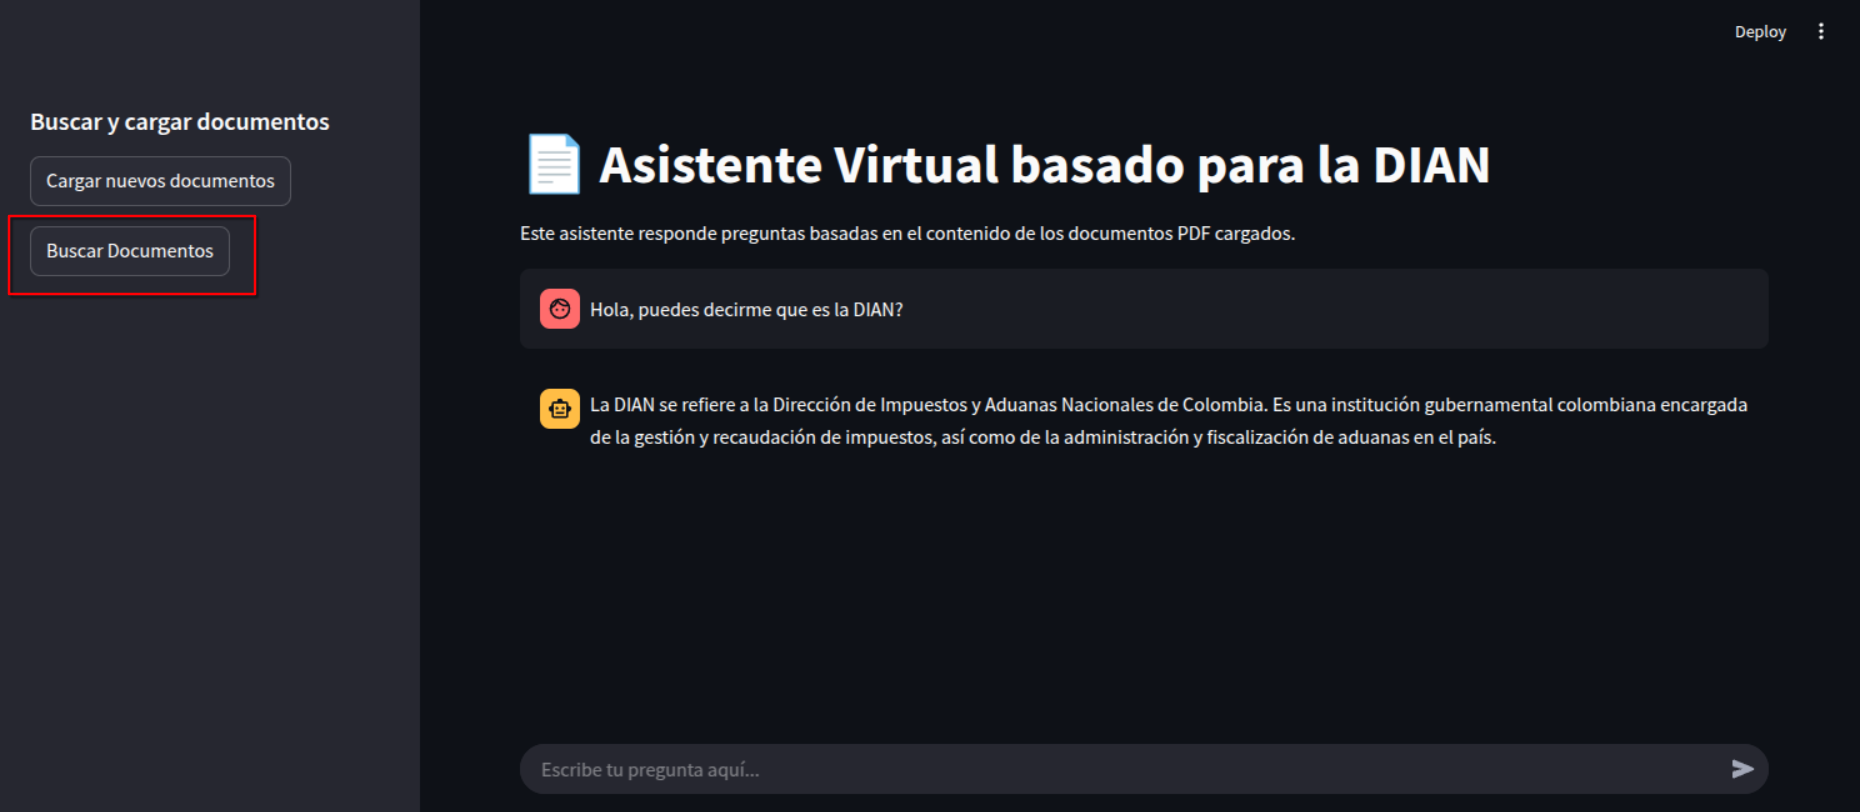 Deploy
Buscar y cargar documentos
Cargar nuevos documentos
Buscar Documentos
Asistente Virtual basado para la DIAN
Este asistente responde preguntas basadas en el contenido de los documentos PDF cargados.
Hola, puedes decirme que es la DIAN?
La DIAN se refiere a la Dirección de Impuestos y Aduanas Nacionales de Colombia. Es una institución gubernamental colombiana encargada
de la gestión y recaudación de impuestos, así como de la administración y fiscalización de aduanas en el país.
Escribe tu pregunta aquí...